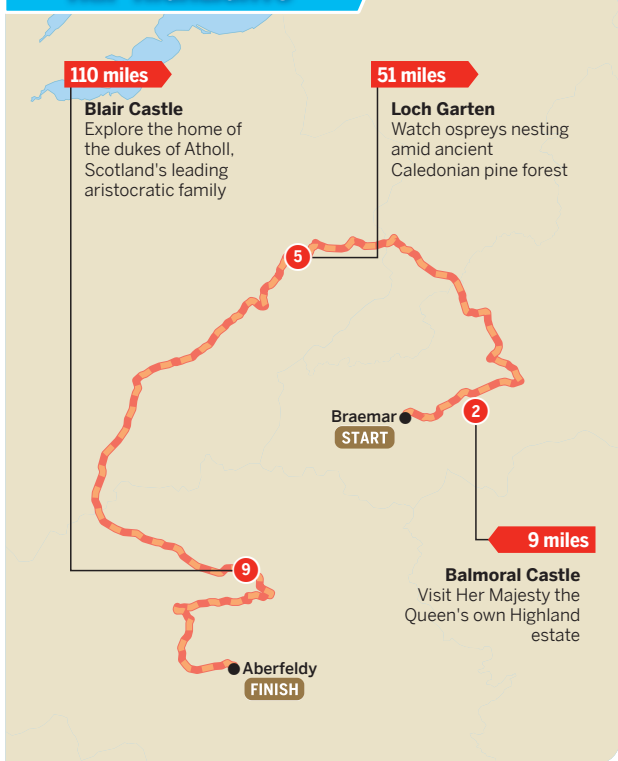 110 miles
Blair Castle
Explore the home of
the dukes of Atholl,
Scotland's leading
aristocratic family
51 miles
Loch Garten
Watch ospreys nesting
amid ancient
Caledonian pine forest
5
Braemar
START
2
9 miles
Balmoral Castle
Visit Her Majesty the
Queen's own Highland
estate
9
Aberfeldy
FINISH